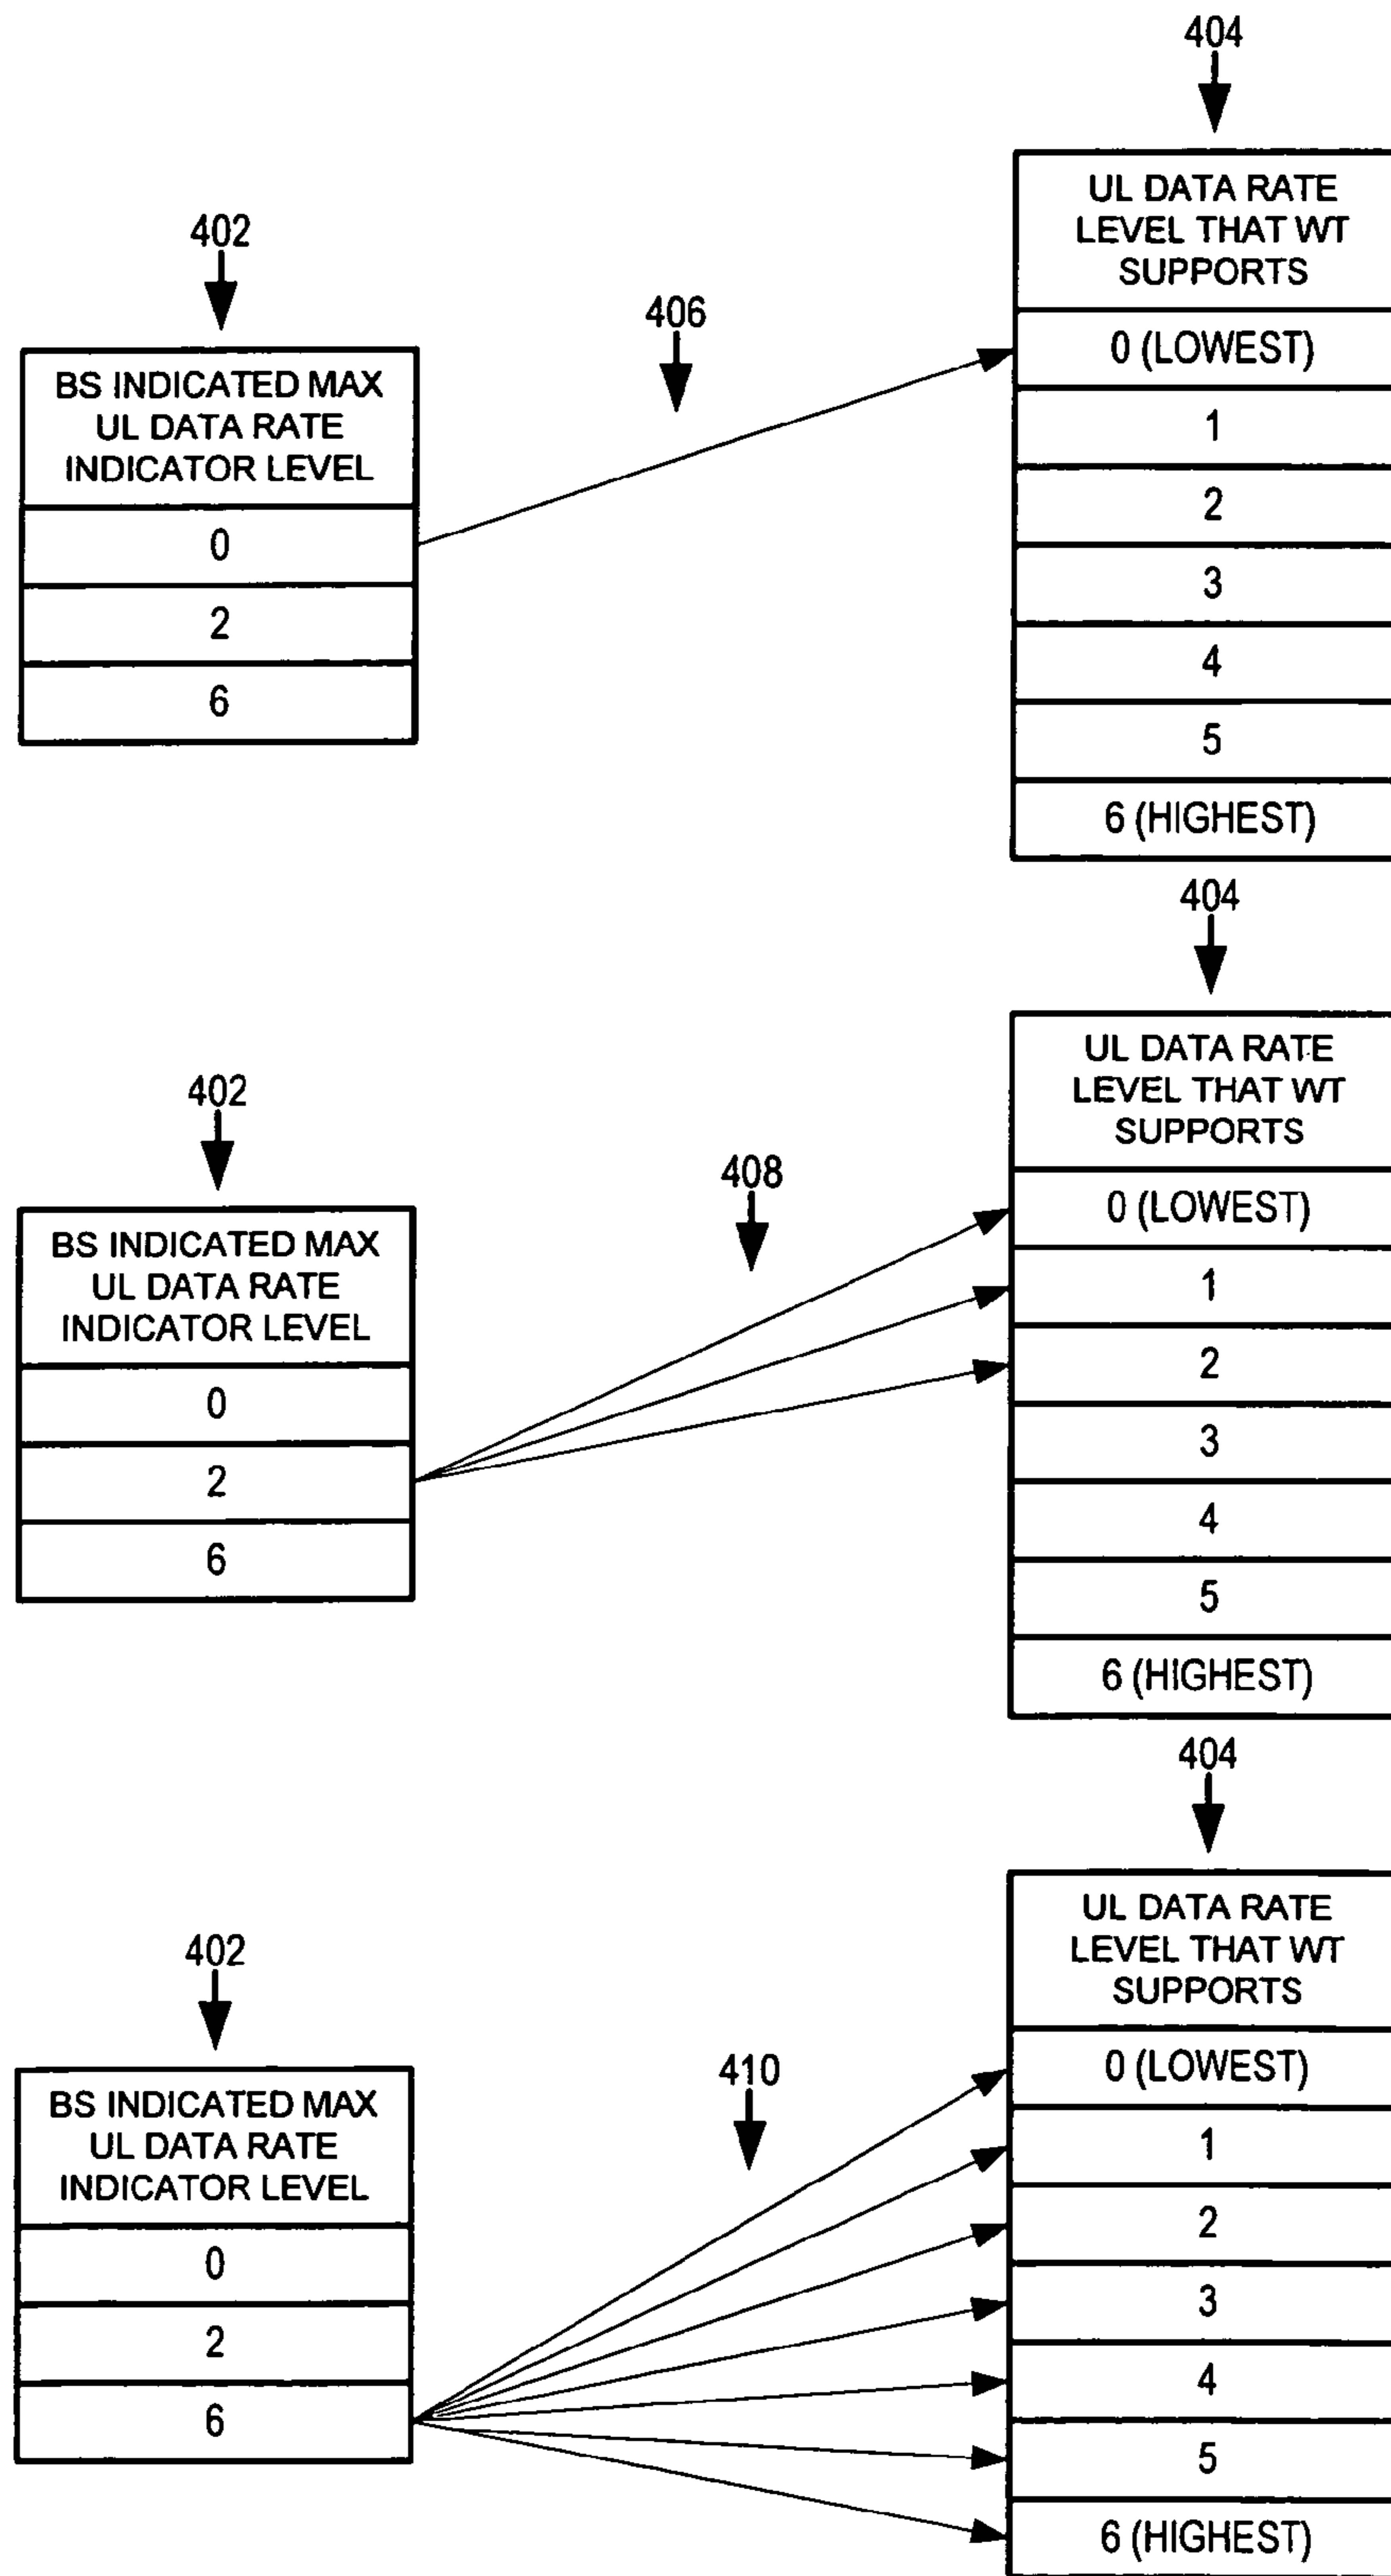 404
UL DATA RATE
LEVEL THAT WT
SUPPORTS
0 (LOWEST)
1
2
3
4
5
6 (HIGHEST)
402
BS INDICATED MAX
UL DATA RATE
INDICATOR LEVEL
0
2
6
406
404
UL DATA RATE
LEVEL THAT WT
SUPPORTS
0 (LOWEST)
1
2
3
4
5
6 (HIGHEST)
402
BS INDICATED MAX
UL DATA RATE
INDICATOR LEVEL
0
2
6
408
404
UL DATA RATE
LEVEL THAT WT
SUPPORTS
0 (LOWEST)
1
2
3
4
5
6 (HIGHEST)
402
BS INDICATED MAX
UL DATA RATE
INDICATOR LEVEL
0
2
6
410